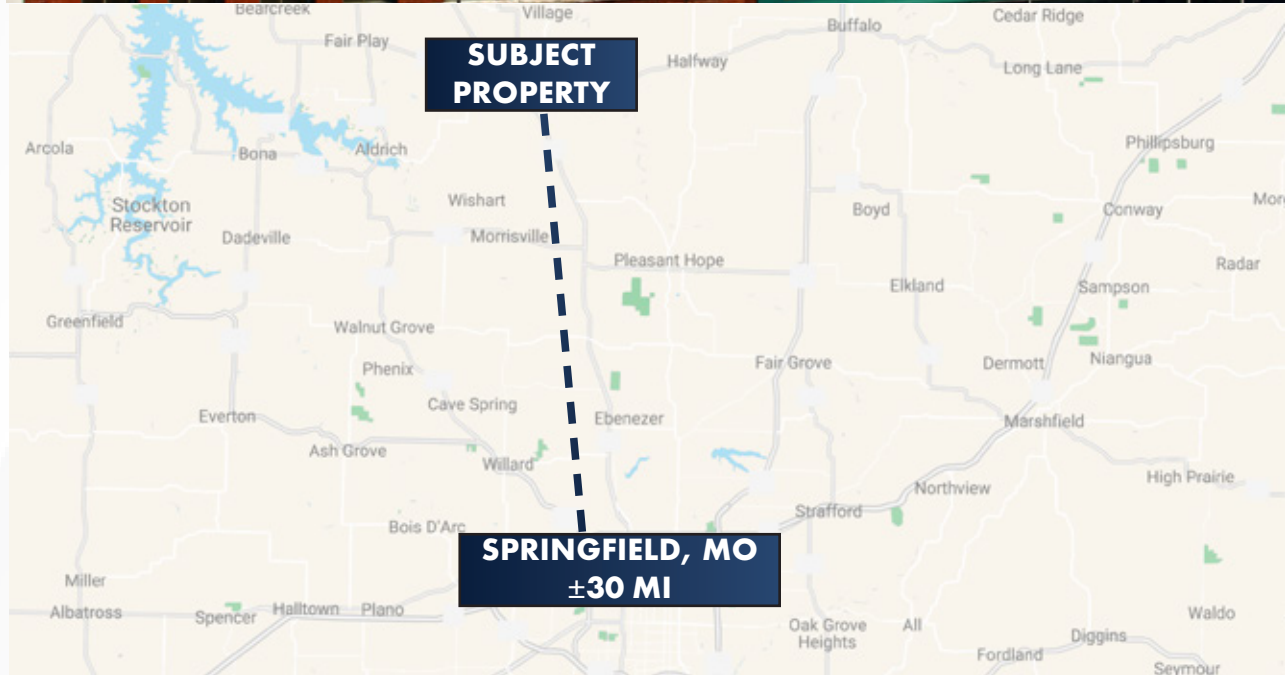 Bearcreek
Village
Cedar Ridge
Buffalo
Fair Play
SUBJECT
PROPERTY
Halfway
Long Lane
Arcola
Bona
Aldrich
Phillipsburg
Stockton
Reservoir
Wishart
Boyd
Conway
Mor
Dadeville
Morrisville
Pleasant Hope
Radar
Elkland
Sampson
Greenfield
Walnut Grove
Phenix
Fair Grove
Dermott
Niangua
Everton
Cave Spring
Ebenezer
Marshfield
Ash Grove
Willard
High Prairie
Northview
Strafford
Bois D'Arc
SPRINGFIELD, MO
±30 MI
Miller
Albatross
Spencer
Halltown
Plano
Oak Grove
Heights
All
Waldo
Diggins
Fordland
Seymour